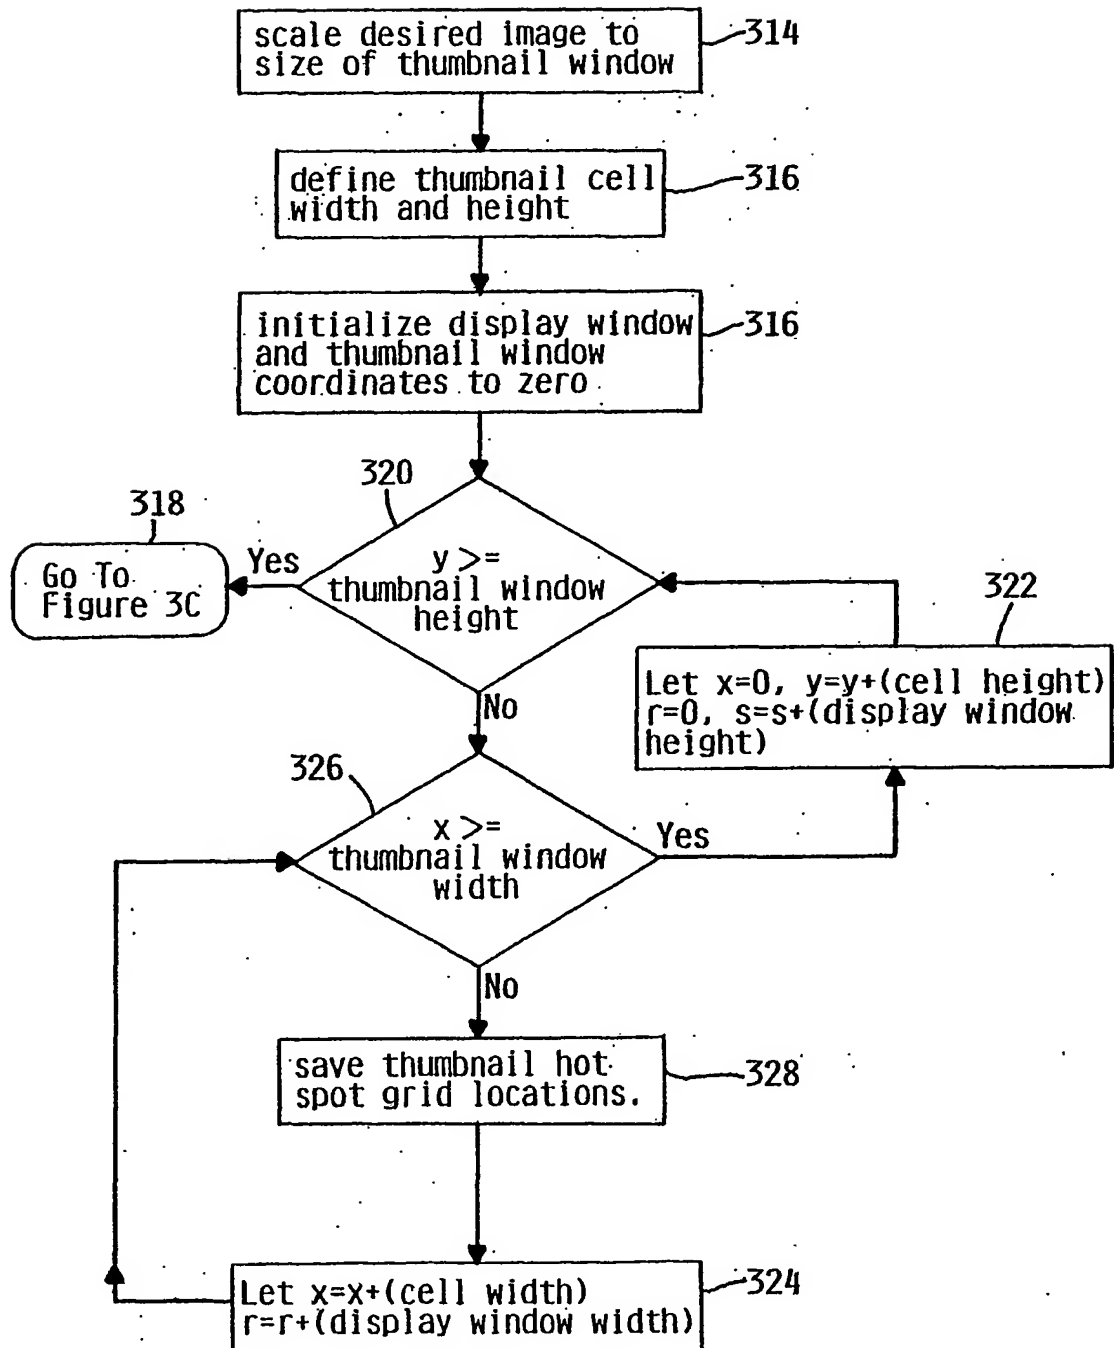 scale desired image to
size of thumbnail window
314
define thumbnail cell
width and height
316
initialize display window
and thumbnail window
coordinates to zero
316
320
y >=
thumbnail window
height
Yes
318
Go To
Figure 3C
No
322
Let x=0, y=y+(cell height)
r=0, s=s+(display window
height)
326
x >=
thumbnail window
width
Yes
No
save thumbnail hot
spot grid locations.
328
Let x=x+(cell width)
r=r+(display window width)
324